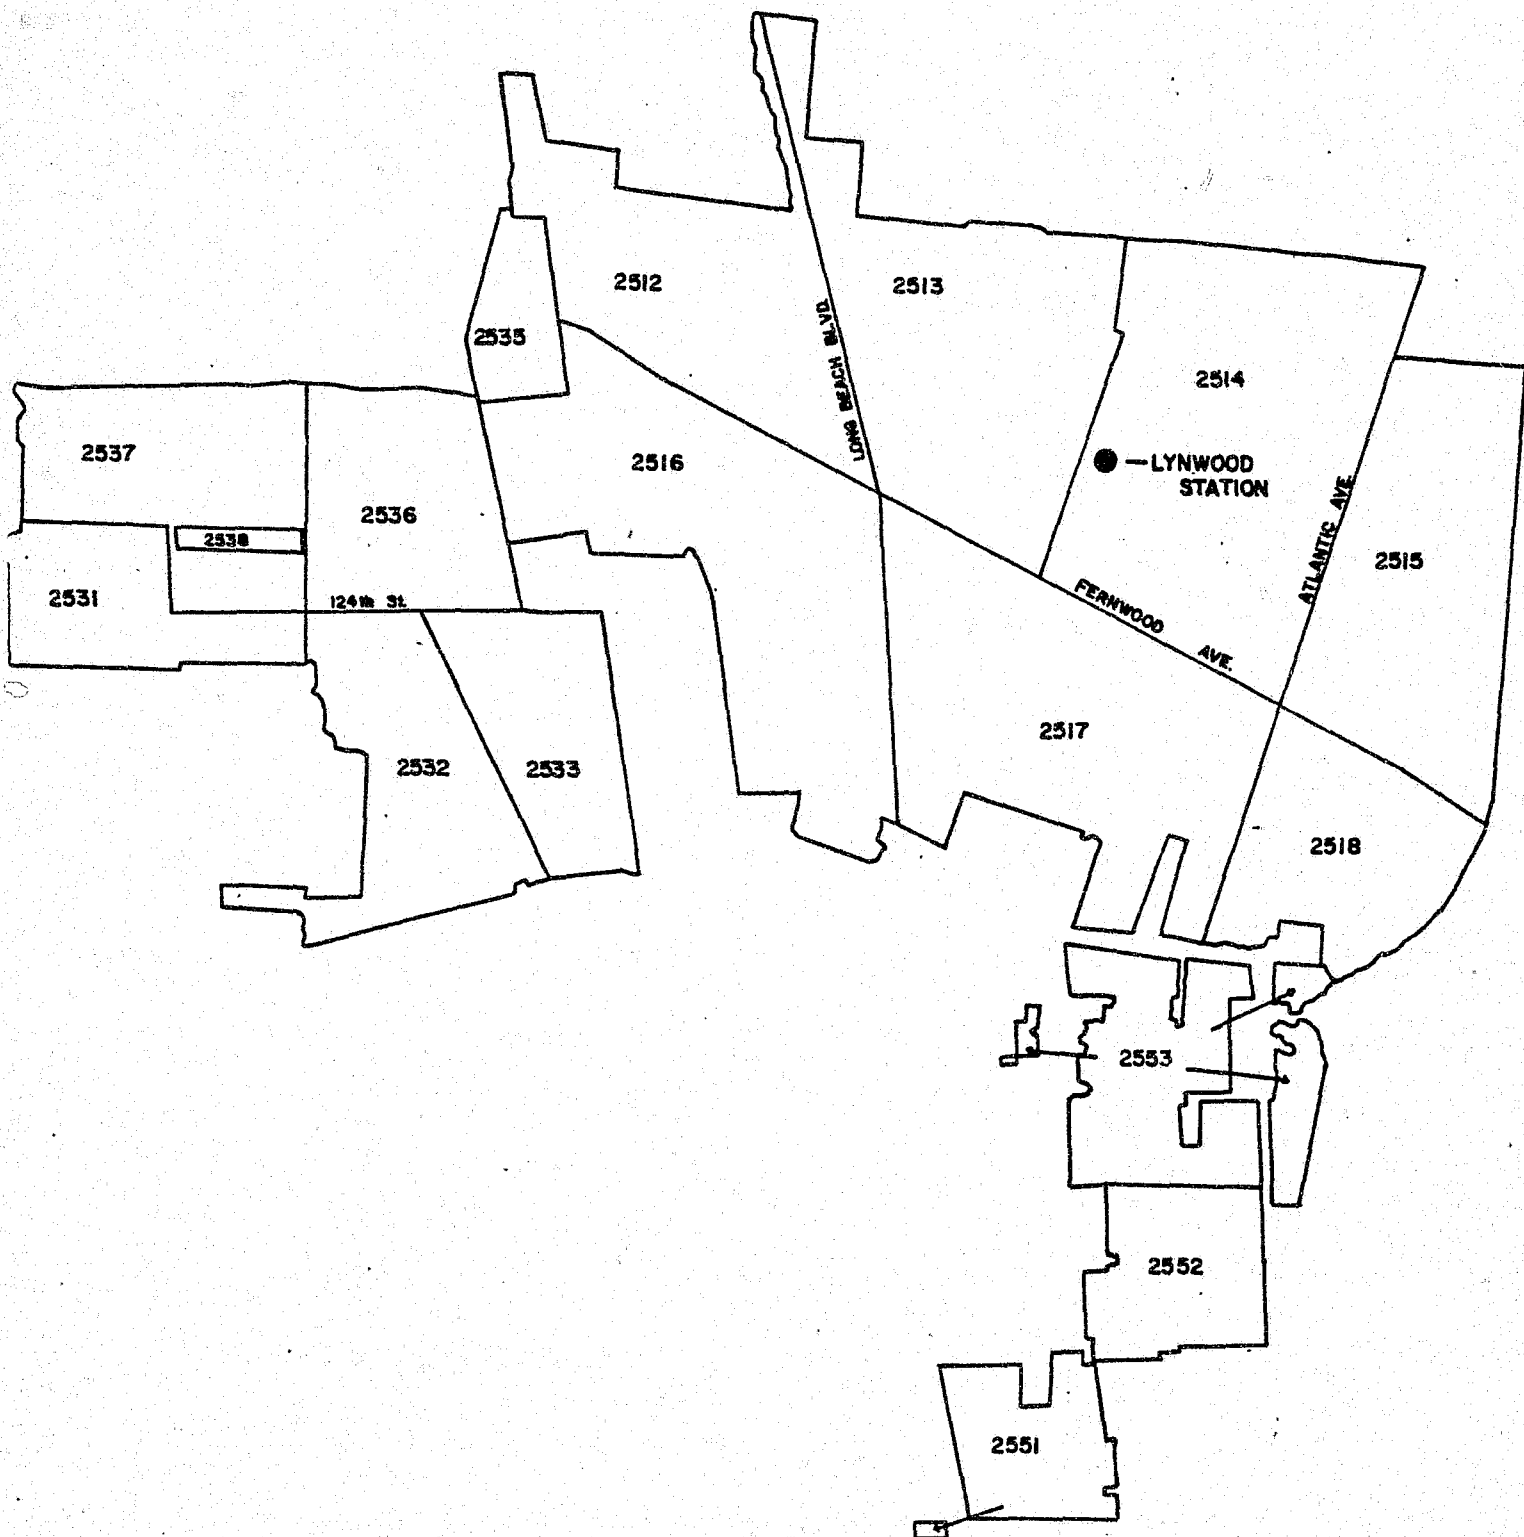 2512
2513
LONG BEACH BLVD.
2535
2514
2537
2516
—LYNWOOD
STATION
2536
ATLANTIC AVE.
2538
2515
2531
124th St.
FERNWOOD AVE.
2517
2532
2533
2518
2553
2552
2551